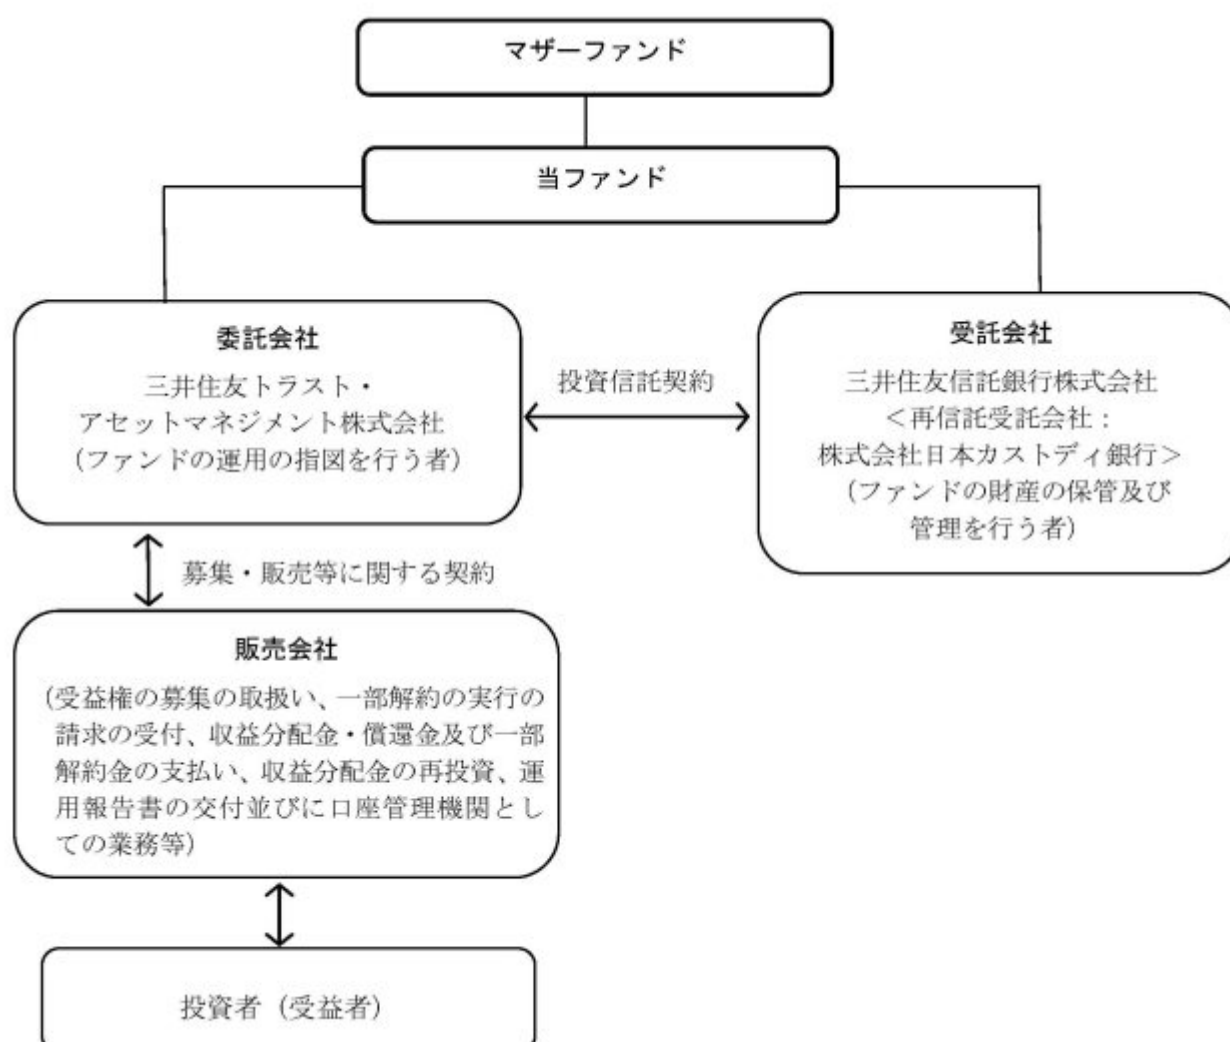 マザーファンド
当ファンド
委託会社
三井住友トラスト・
アセットマネジメント株式会社
(ファンドの運用の指図を行う者)
投資信託契約
受託会社
三井住友信託銀行株式会社
<再信託受託会社:
株式会社日本カストディ銀行>
(ファンドの財産の保管及び
管理を行う者)
募集・販売等に関する契約
販売会社
(受益権の募集の取扱い、一部解約の実行の
請求の受付、収益分配金・償還金及び一部
解約金の支払い、収益分配金の再投資、運
用報告書の交付並びに口座管理機関とし
ての業務等)
投資者(受益者)